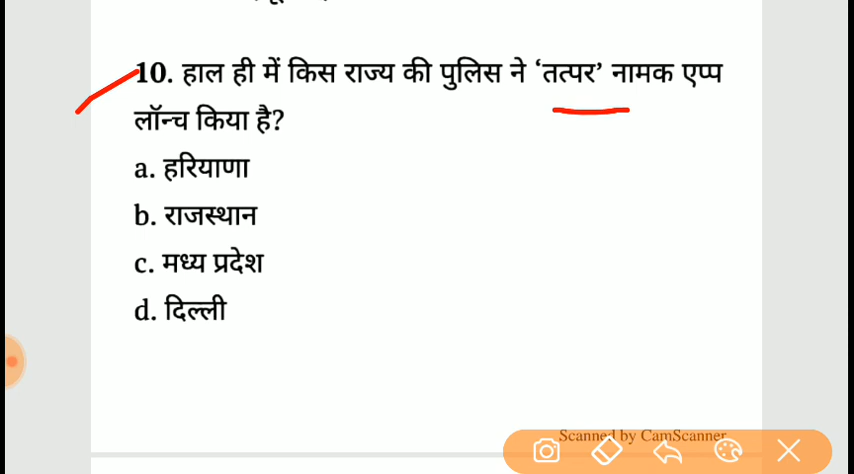 10. हाल ही में किस राज्य की पुलिस ने ‘तत्पर’ नामक एप्प
लॉन्च किया है?
a. हरियाणा
b. राजस्थान
c. मध्य प्रदेश
d. दिल्ली
Scanned by CamScanner